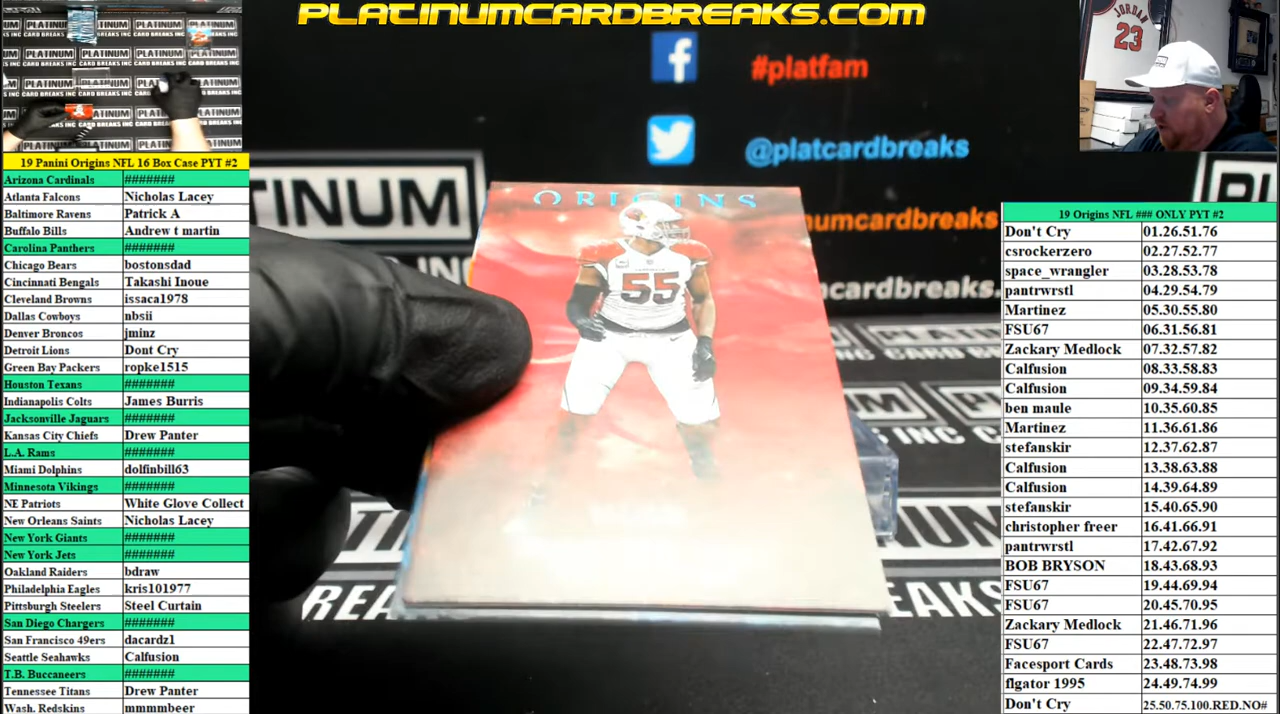 PLATINUMCARDBREAKS.COM
#platfam
@platcardbreaks
numcardbreaks
cardbreaks.
JORDAN
23
PLATINUM
CARD BREAKS INC
ORIGINS
55
19 Panini Origins NFL 16 Box Case PYT #2
Arizona Cardinals #######
Atlanta Falcons Nicholas Lacey
Baltimore Ravens Patrick A
Buffalo Bills Andrew t martin
Carolina Panthers #######
Chicago Bears bostonsdad
Cincinnati Bengals Takashi Inoue
Cleveland Browns issaca1978
Dallas Cowboys nbsii
Denver Broncos jminz
Detroit Lions Dont Cry
Green Bay Packers ropke1515
Houston Texans #######
Indianapolis Colts James Burris
Jacksonville Jaguars #######
Kansas City Chiefs Drew Panter
L.A. Rams #######
Miami Dolphins dolfinbill63
Minnesota Vikings #######
NE Patriots White Glove Collect
New Orleans Saints Nicholas Lacey
New York Giants #######
New York Jets #######
Oakland Raiders bdraw
Philadelphia Eagles kris101977
Pittsburgh Steelers Steel Curtain
San Diego Chargers #######
San Francisco 49ers dacardz1
Seattle Seahawks Calfusion
T.B. Buccaneers #######
Tennessee Titans Drew Panter
Wash. Redskins mmmmbeer
19 Origins NFL ### ONLY PYT #2
Don't Cry 01.26.51.76
csrockerzero 02.27.52.77
space_wrangler 03.28.53.78
pantrwrstl 04.29.54.79
Martinez 05.30.55.80
FSU67 06.31.56.81
Zackary Medlock 07.32.57.82
Calfusion 08.33.58.83
Calfusion 09.34.59.84
ben maule 10.35.60.85
Martinez 11.36.61.86
stefanskir 12.37.62.87
Calfusion 13.38.63.88
Calfusion 14.39.64.89
stefanskir 15.40.65.90
christopher freer 16.41.66.91
pantrwrstl 17.42.67.92
BOB BRYSON 18.43.68.93
FSU67 19.44.69.94
FSU67 20.45.70.95
Zackary Medlock 21.46.71.96
FSU67 22.47.72.97
Facesport Cards 23.48.73.98
flgator 1995 24.49.74.99
Don't Cry 25.50.75.100.RED.NO#